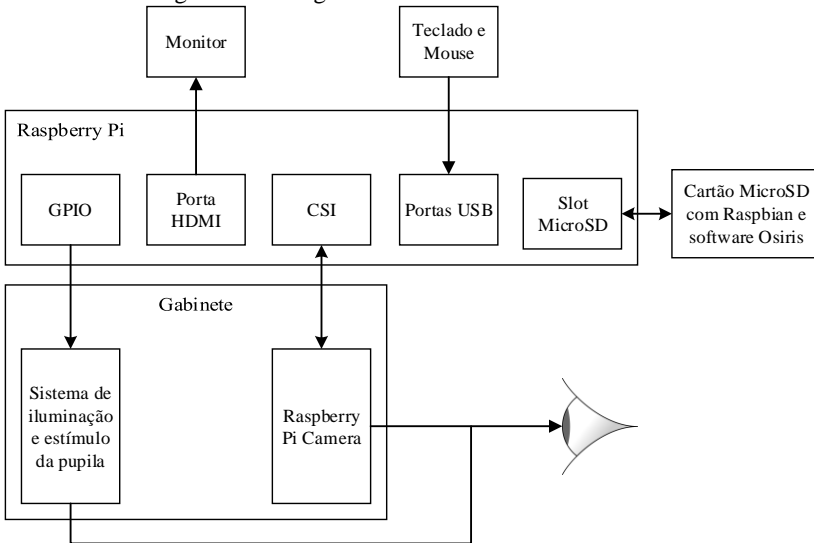 Monitor
Teclado e
Mouse
Raspberry Pi
GPIO
Porta
HDMI
CSI
Portas USB
Slot
MicroSD
Cartão MicroSD
com Raspbian e
software Osiris
Gabinete
Sistema de
iluminação
e estímulo
da pupila
Raspberry
Pi Camera